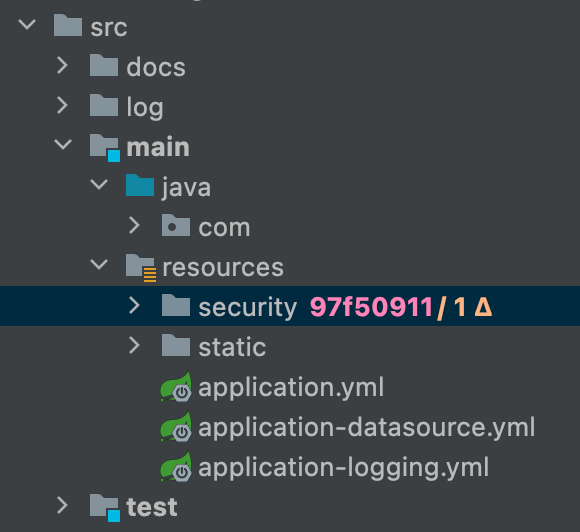 src
docs
log
main
java
com
resources
security 97f50911 / 1 Δ
static
application.yml
application-datasource.yml
application-logging.yml
test